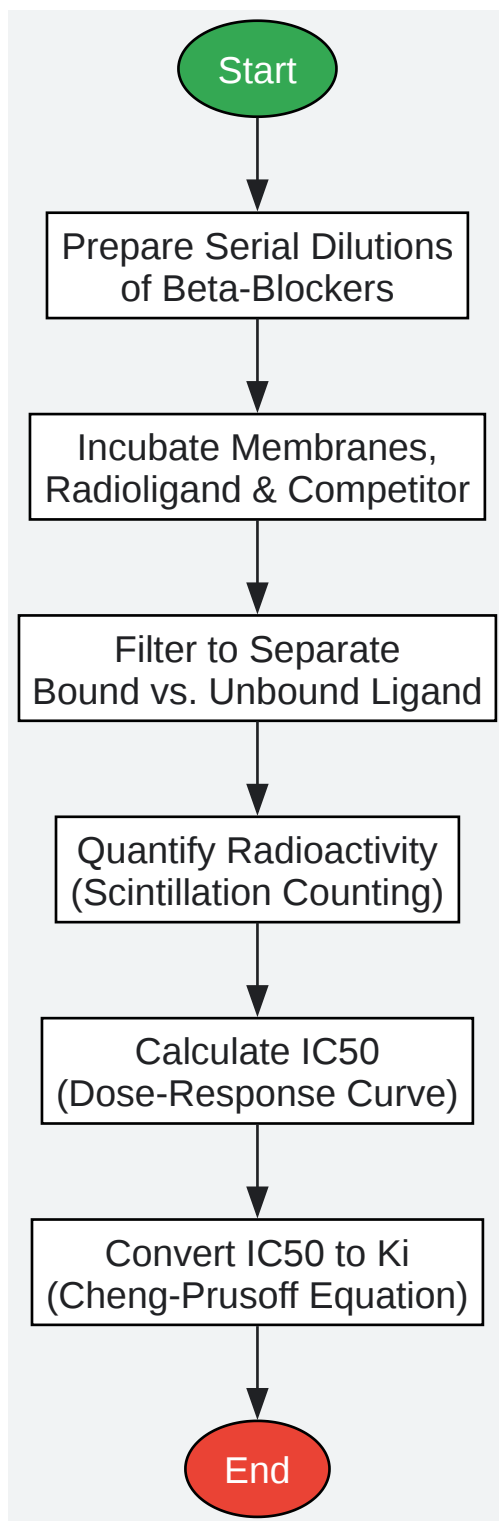 Start
Prepare Serial Dilutions
of Beta-Blockers
Incubate Membranes,
Radioligand & Competitor
Filter to Separate
Bound vs. Unbound Ligand
Quantify Radioactivity
(Scintillation Counting)
Calculate IC50
(Dose-Response Curve)
Convert IC50 to Ki
(Cheng-Prusoff Equation)
End